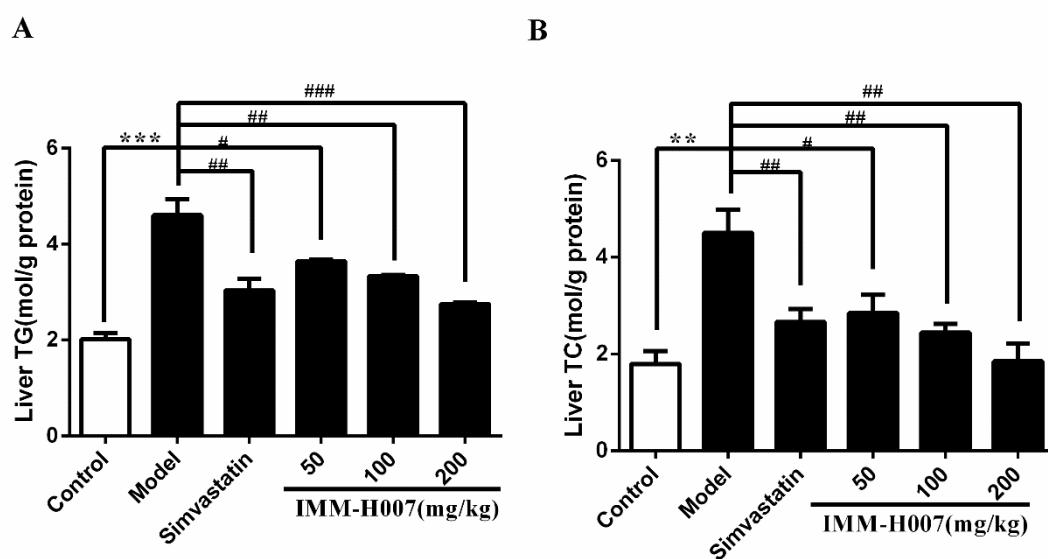 A
B
###
##
***
#
##
##
##
**
#
##
Liver TG(mol/g protein)
6
4
2
0
Liver TC(mol/g protein)
6
4
2
0
Control
Model
Simvastatin
50
100
200
IMM-H007(mg/kg)
Control
Model
Simvastatin
50
100
200
IMM-H007(mg/kg)